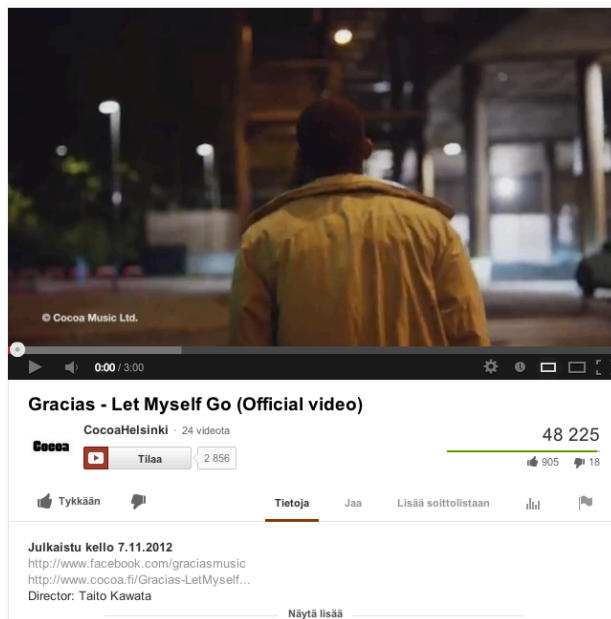 © Cocoa Music Ltd.
0:00 / 3:00
Gracias - Let Myself Go (Official video)
Cocoa
CocoaHelsinki · 24 videota
48 225
Tilaa
2 856
905
18
Tykkään
Tietoja
Jaa
Lisää soittolistaan
Julkaistu kello 7.11.2012
http://www.facebook.com/graciasmusic
http://www.cocoa.fi/Gracias-LetMyself...
Director: Taito Kawata
Näytä lisää